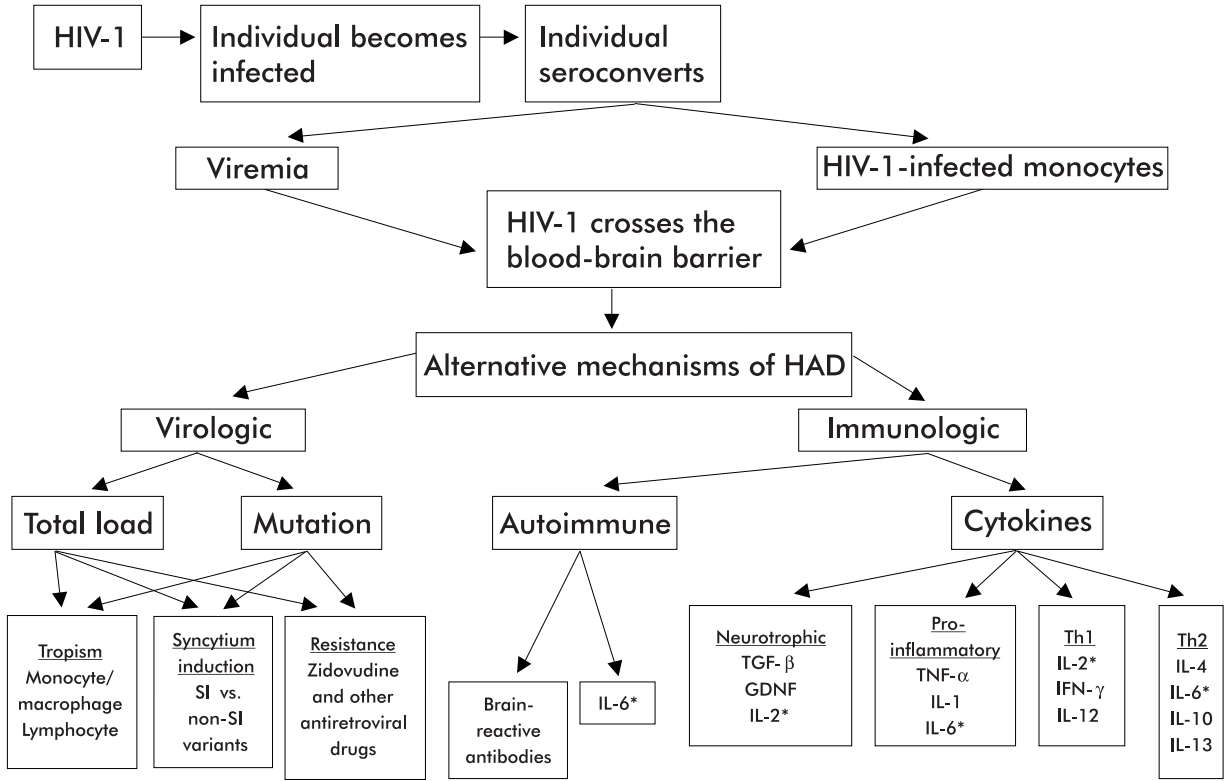 HIV-1
Individual becomes
infected
Individual
seroconverts
Viremia
HIV-1-infected monocytes
HIV-1 crosses the
blood-brain barrier
Alternative mechanisms of HAD
Virologic
Immunologic
Total load
Mutation
Autoimmune
Cytokines
Tropism
Monocyte/
macrophage
Lymphocyte
Syncytium
induction
SI vs.
non-SI
variants
Resistance
Zidovudine
and other
antiretroviral
drugs
Brain-
reactive
antibodies
IL-6*
Neurotrophic
TGF- β
GDNF
IL-2*
Pro-
inflammatory
TNF- α
IL-1
IL-6*
Th1
IL-2*
IFN- γ
IL-12
Th2
IL-4
IL-6*
IL-10
IL-13